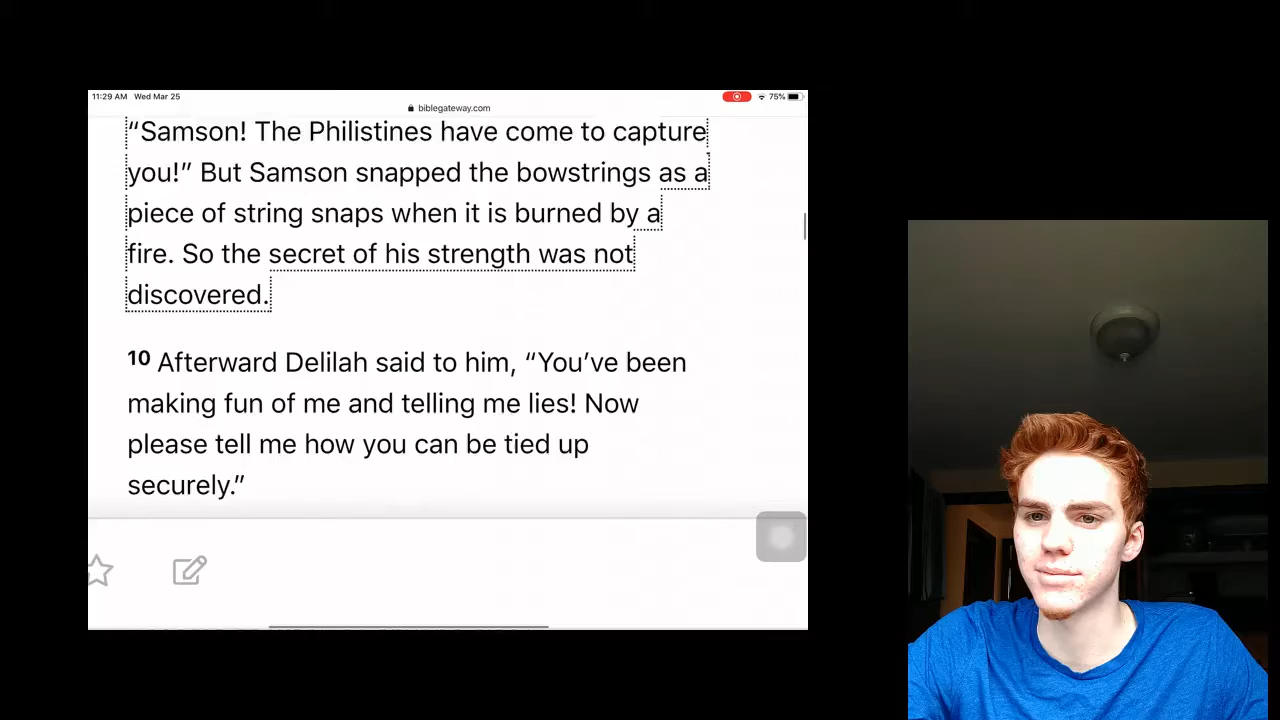 11:29 AM Wed Mar 25
75%
biblegateway.com
“Samson! The Philistines have come to capture
you!” But Samson snapped the bowstrings as a
piece of string snaps when it is burned by a
fire. So the secret of his strength was not
discovered.
10 Afterward Delilah said to him, “You’ve been
making fun of me and telling me lies! Now
please tell me how you can be tied up
securely.”